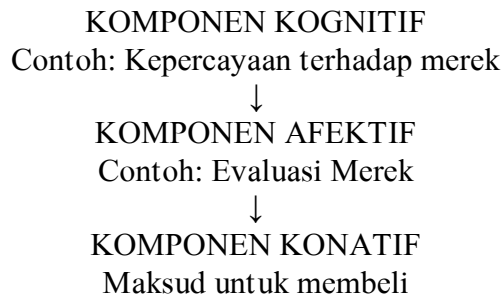 KOMPONEN KOGNITIF
Contoh: Kepercayaan terhadap merek
↓
KOMPONEN AFEKTIF
Contoh: Evaluasi Merek
↓
KOMPONEN KONATIF
Maksud untuk membeli